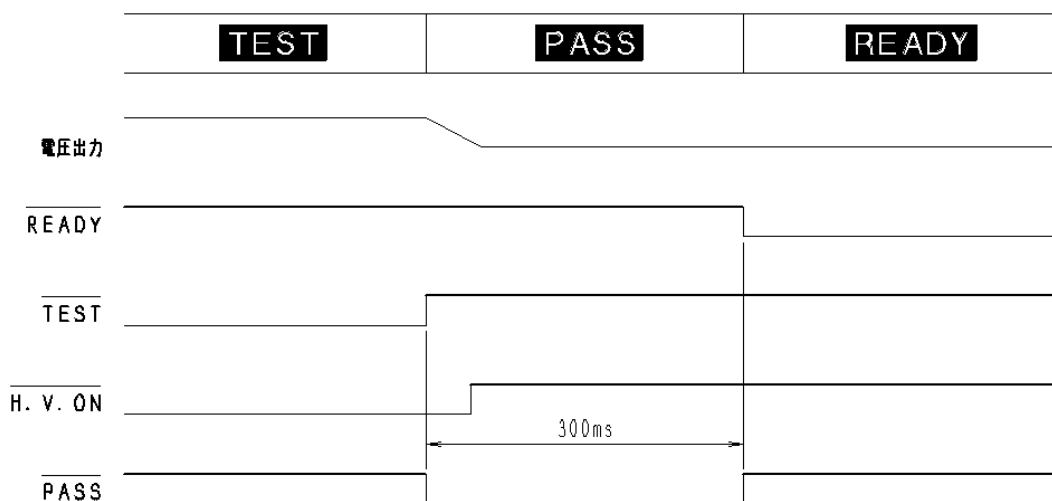 TEST PASS READY
電圧出力
READY
TEST
H. V. ON
300ms
PASS